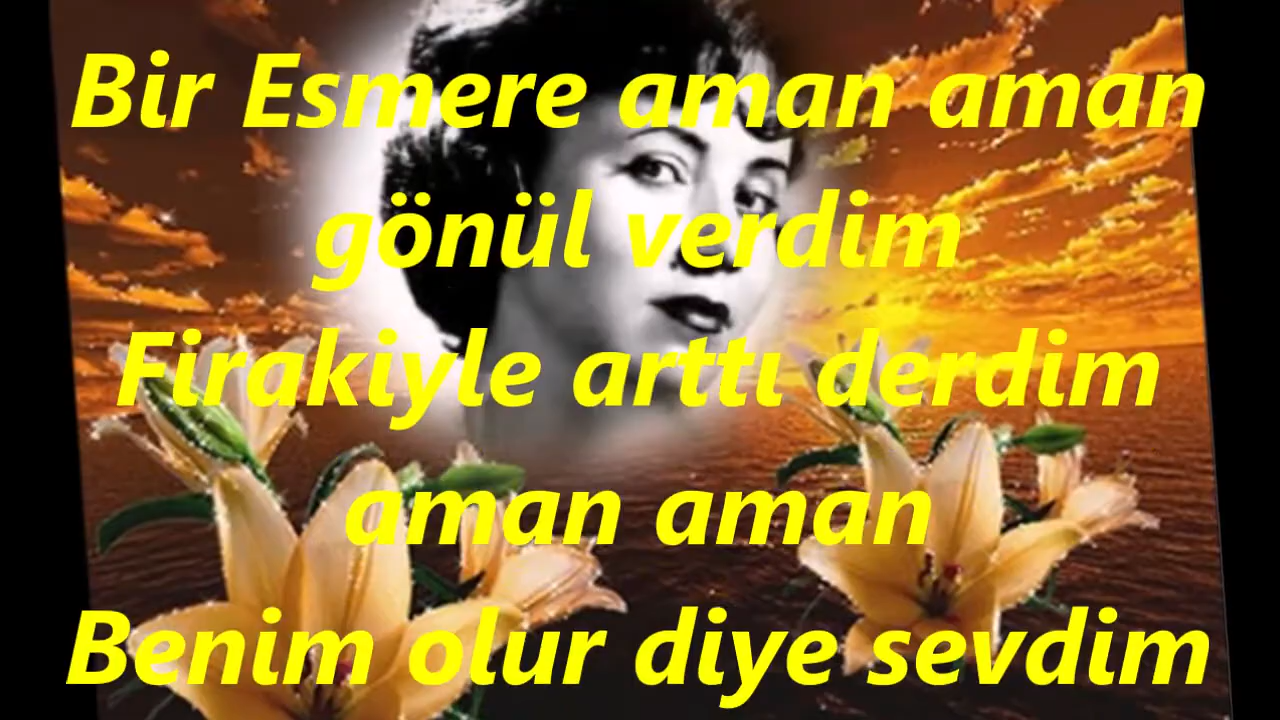 Bir Esmere aman aman
gönül verdim
Firakiyle arttı derdim
aman aman
Benim olur diye sevdim